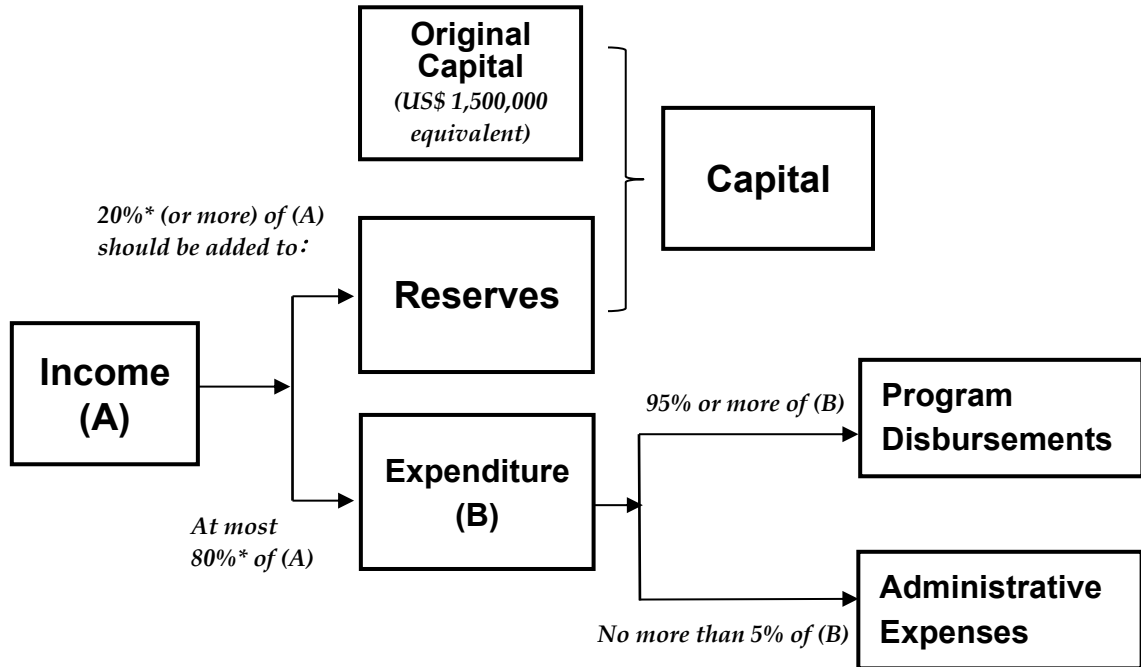 Original
Capital
(US$ 1,500,000
equivalent)
Capital
20%* (or more) of (A)
should be added to：
Reserves
Income
(A)
95% or more of (B)
Program
Disbursements
Expenditure
(B)
At most
80%* of (A)
Administrative
Expenses
No more than 5% of (B)